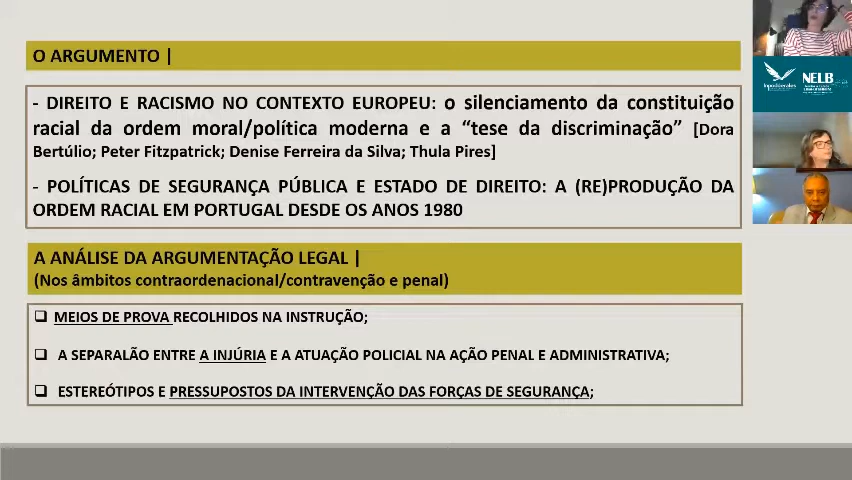 O ARGUMENTO |
- DIREITO E RACISMO NO CONTEXTO EUROPEU: o silenciamento da constituição
racial da ordem moral/política moderna e a “tese da discriminação” [Dora
Bertúlio; Peter Fitzpatrick; Denise Ferreira da Silva; Thula Pires]
- POLÍTICAS DE SEGURANÇA PÚBLICA E ESTADO DE DIREITO: A (RE)PRODUÇÃO DA
ORDEM RACIAL EM PORTUGAL DESDE OS ANOS 1980
A ANÁLISE DA ARGUMENTAÇÃO LEGAL |
(Nos âmbitos contraordenacional/contravenção e penal)
MEIOS DE PROVA RECOLHIDOS NA INSTRUÇÃO;
A SEPARALÃO ENTRE A INJÚRIA E A ATUAÇÃO POLICIAL NA AÇÃO PENAL E ADMINISTRATIVA;
ESTEREÓTIPOS E PRESSUPOSTOS DA INTERVENÇÃO DAS FORÇAS DE SEGURANÇA;
NELB